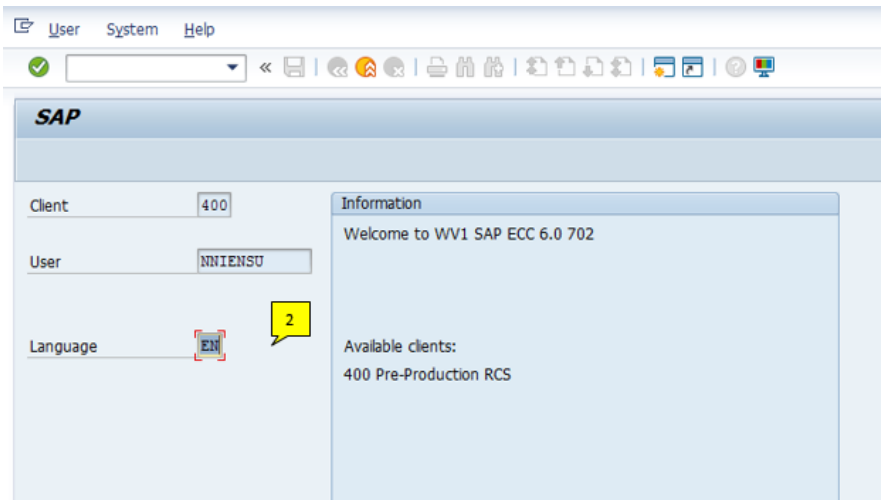 User System Help
SAP
Client 400
Information
Welcome to WV1 SAP ECC 6.0 702
User NNIENSU
2
Language EN
Available clients:
400 Pre-Production RCS